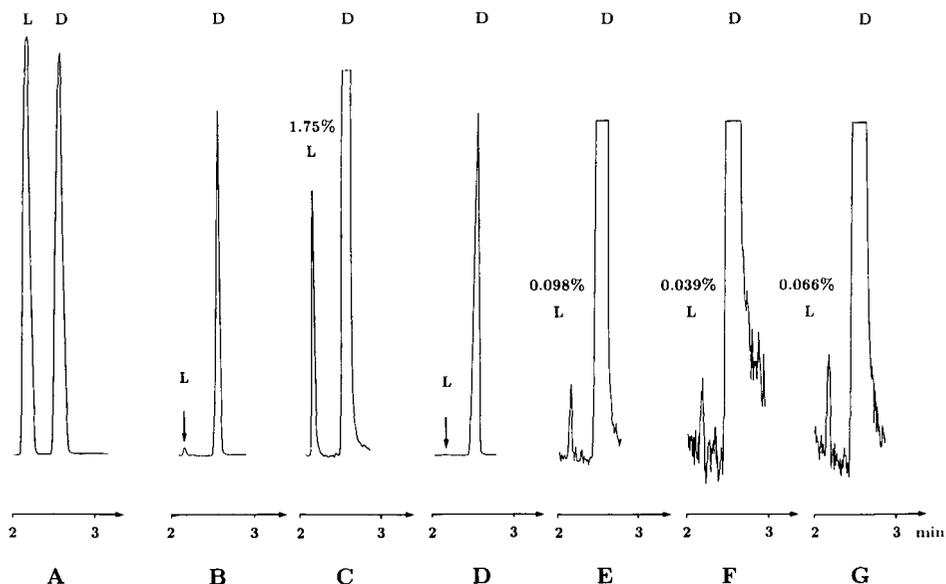 L D D D D D D D
1.75%
L
0.098% 0.039% 0.066%
L L L
L L
2 3 2 3 2 3 2 3 2 3 2 3 2 3 min
A B C D E F G